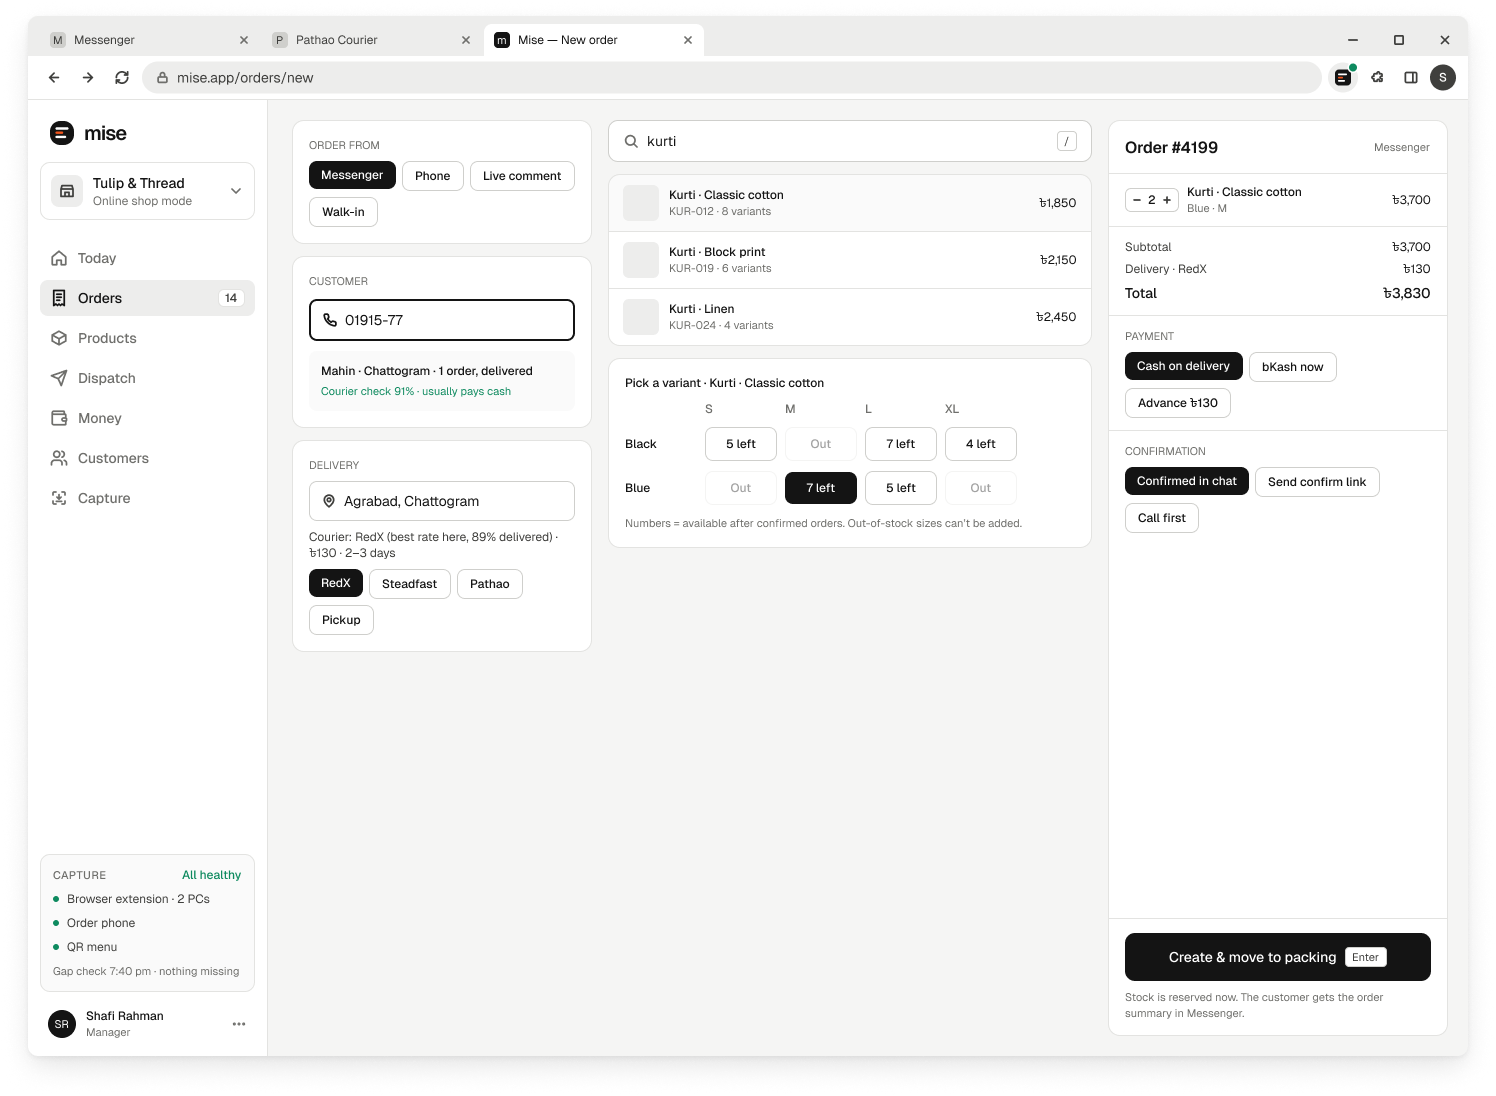 M Messenger
P Pathao Courier
m Mise — New order
mise.app/orders/new
S
mise
Tulip & Thread
Online shop mode
Today
Orders 14
Products
Dispatch
Money
Customers
Capture
CAPTURE All healthy
Browser extension · 2 PCs
Order phone
QR menu
Gap check 7:40 pm · nothing missing
SR Shafi Rahman
Manager
ORDER FROM
Messenger Phone Live comment
Walk-in
CUSTOMER
01915-77
Mahin · Chattogram · 1 order, delivered
Courier check 91% · usually pays cash
DELIVERY
Agrabad, Chattogram
Courier: RedX (best rate here, 89% delivered) ·
৳130 · 2–3 days
RedX Steadfast Pathao
Pickup
kurti /
Kurti · Classic cotton
KUR-012 · 8 variants
৳1,850
Kurti · Block print
KUR-019 · 6 variants
৳2,150
Kurti · Linen
KUR-024 · 4 variants
৳2,450
Pick a variant · Kurti · Classic cotton
S M L XL
Black 5 left Out 7 left 4 left
Blue Out 7 left 5 left Out
Numbers = available after confirmed orders. Out-of-stock sizes can't be added.
Order #4199 Messenger
− 2 + Kurti · Classic cotton ৳3,700
Blue · M
Subtotal ৳3,700
Delivery · RedX ৳130
Total ৳3,830
PAYMENT
Cash on delivery bKash now
Advance ৳130
CONFIRMATION
Confirmed in chat Send confirm link
Call first
Create & move to packing Enter
Stock is reserved now. The customer gets the order
summary in Messenger.